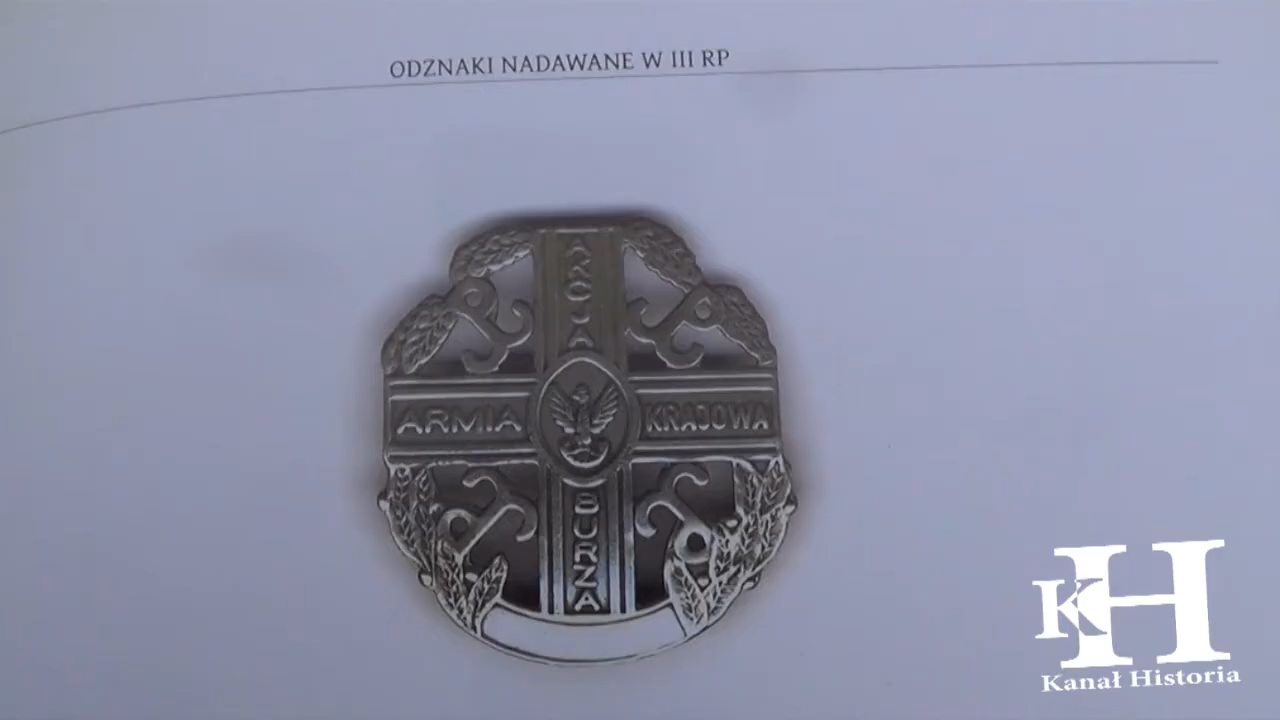 ODZNAKI NADAWANE W III RP
AKCJA
ARMIA KRAJOWA
BURZA
KH
Kanał Historia